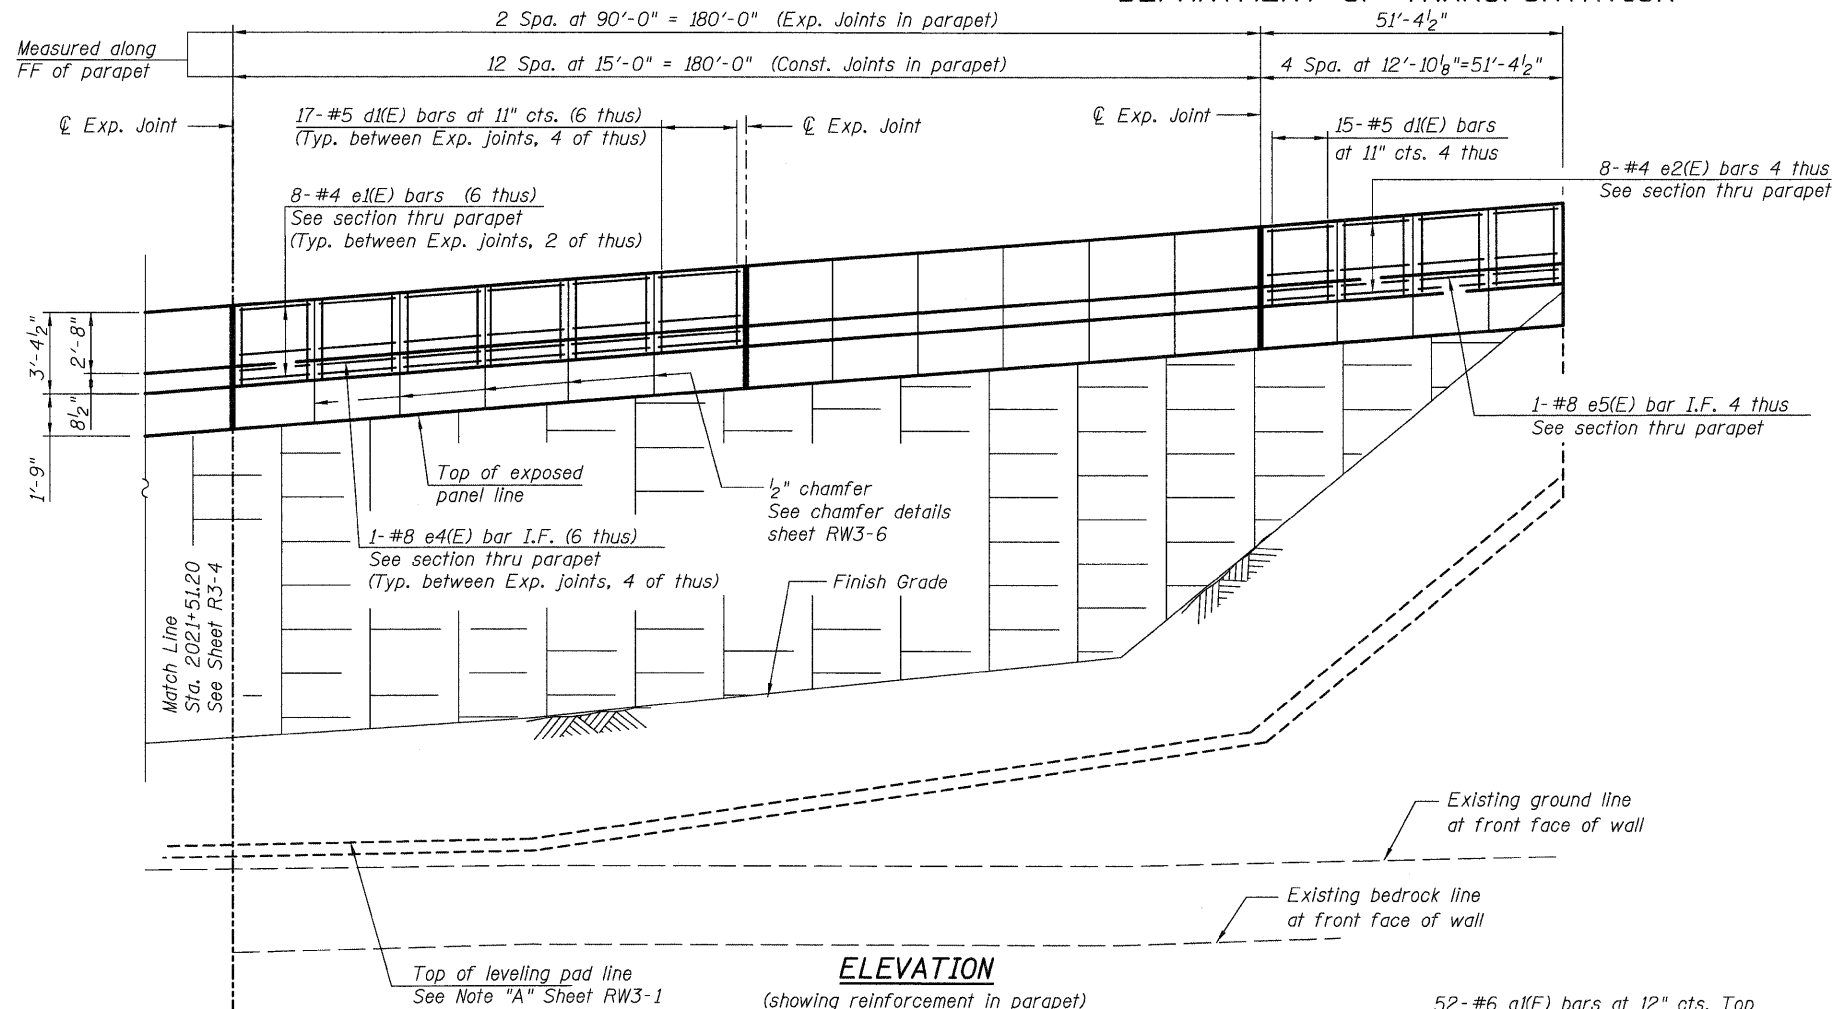 2 Spa. at 90'-0" = 180'-0" (Exp. Joints in parapet)
51'-4½"
Measured along
FF of parapet
12 Spa. at 15'-0" = 180'-0" (Const. Joints in parapet)
4 Spa. at 12'-10⅛"=51'-4½"
℄ Exp. Joint
17-#5 d1(E) bars at 11" cts. (6 thus)
(Typ. between Exp. joints, 4 of thus)
℄ Exp. Joint
℄ Exp. Joint
15-#5 d1(E) bars
at 11" cts. 4 thus
8-#4 e2(E) bars 4 thus
See section thru parapet
8-#4 e1(E) bars (6 thus)
See section thru parapet
(Typ. between Exp. joints, 2 of thus)
3'-4½"
2'-8"
8½"
1'-9"
1-#8 e5(E) bar I.F. 4 thus
See section thru parapet
Top of exposed
panel line
½" chamfer
See chamfer details
sheet RW3-6
1-#8 e4(E) bar I.F. (6 thus)
See section thru parapet
(Typ. between Exp. joints, 4 of thus)
Finish Grade
Match Line
Sta. 2021+51.20
See Sheet R3-4
Existing ground line
at front face of wall
Existing bedrock line
at front face of wall
Top of leveling pad line
See Note "A" Sheet RW3-1
ELEVATION
(showing reinforcement in parapet)
52-#6 a1(E) bars at 12" cts. Top